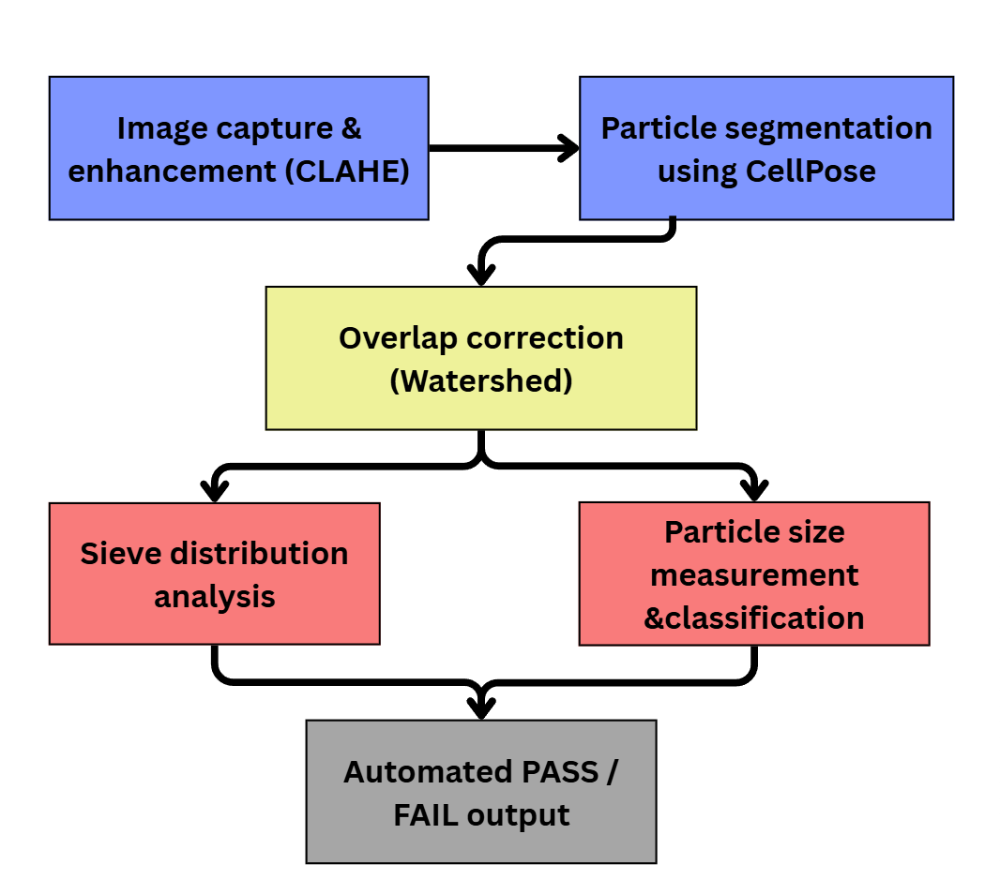 Image capture &
enhancement (CLAHE)
Particle segmentation
using CellPose
Overlap correction
(Watershed)
Sieve distribution
analysis
Particle size
measurement
&classification
Automated PASS /
FAIL output